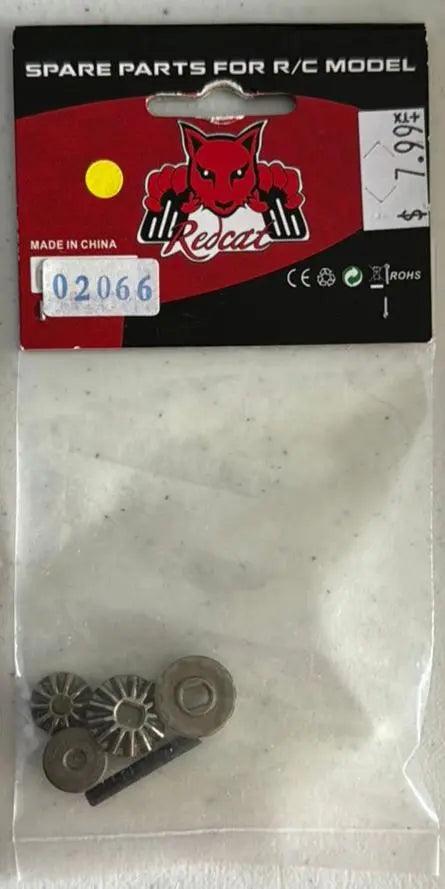 SPARE PARTS FOR R/C MODEL
$ 7.99
+TX
Redcat
MADE IN CHINA
02066
CE
ROHS